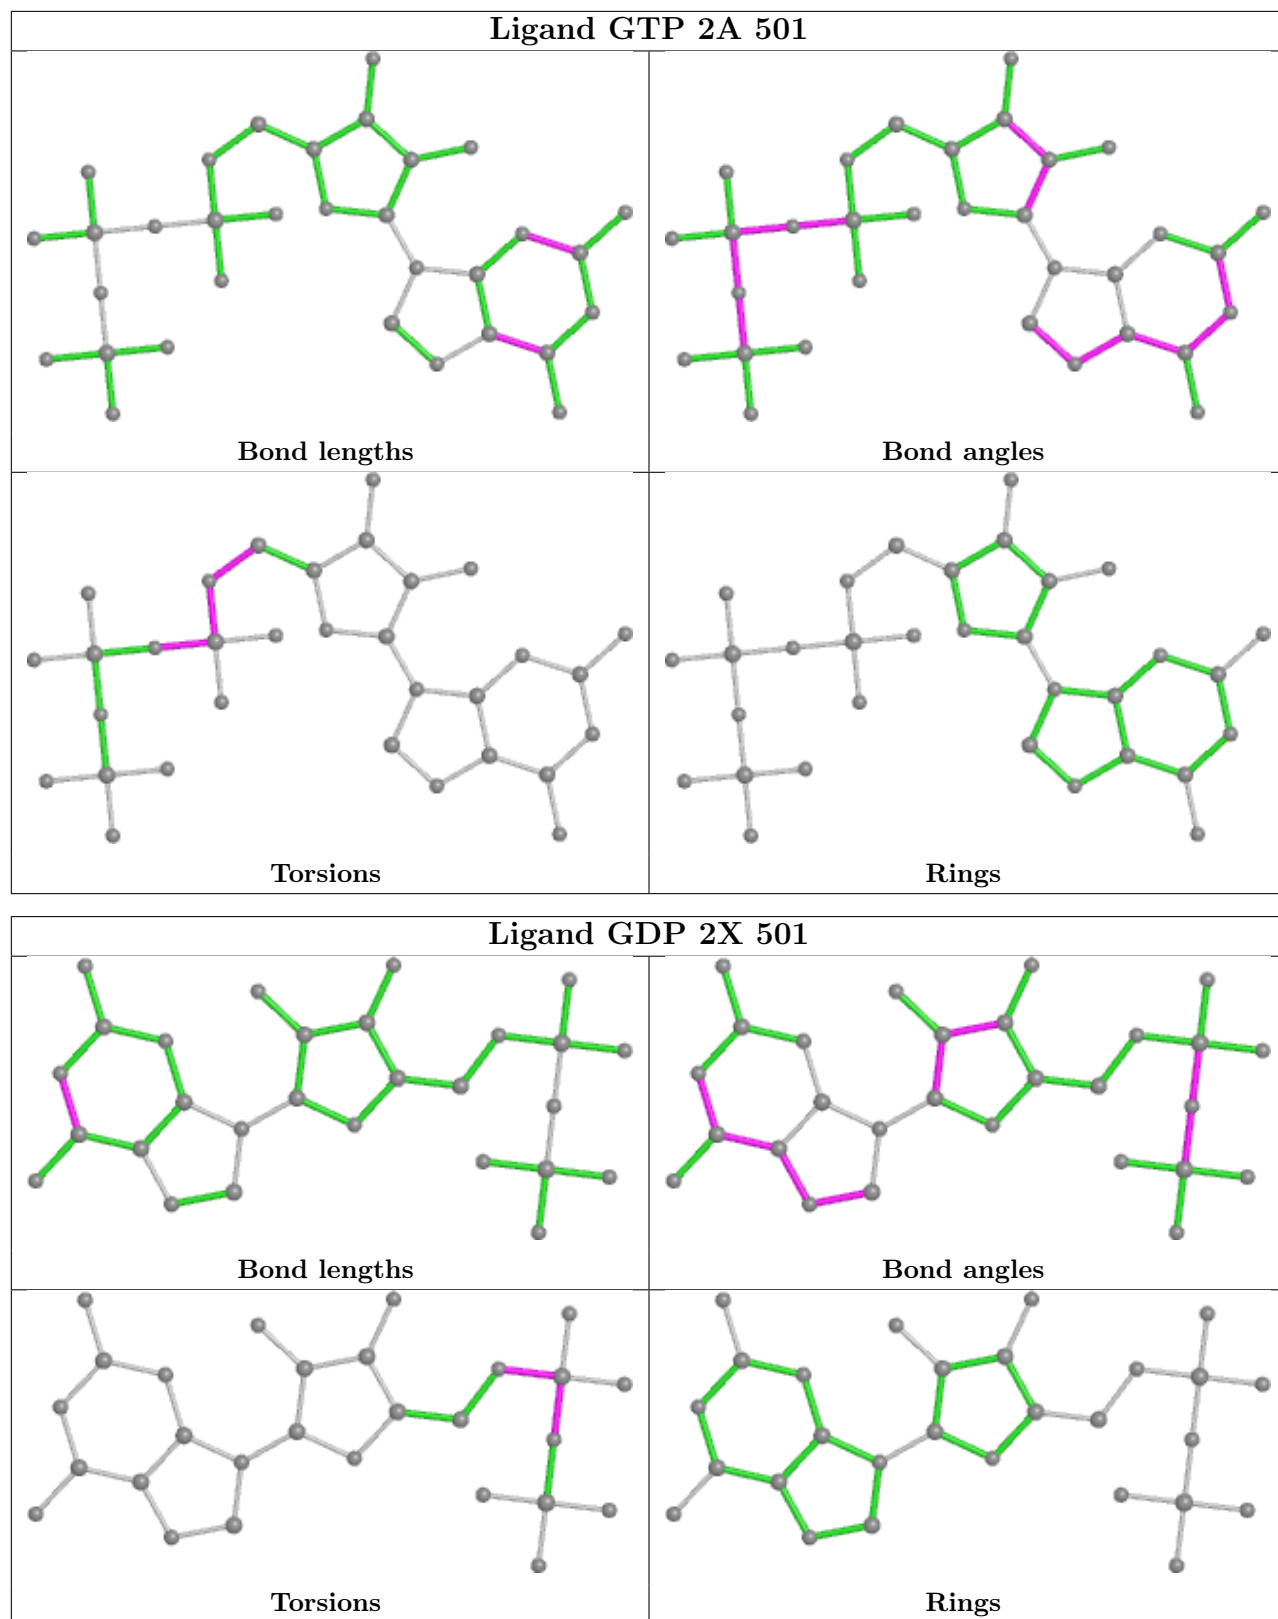 Ligand GTP 2A 501
Bond lengths
Bond angles
Torsions
Rings
Ligand GDP 2X 501
Bond lengths
Bond angles
Torsions
Rings